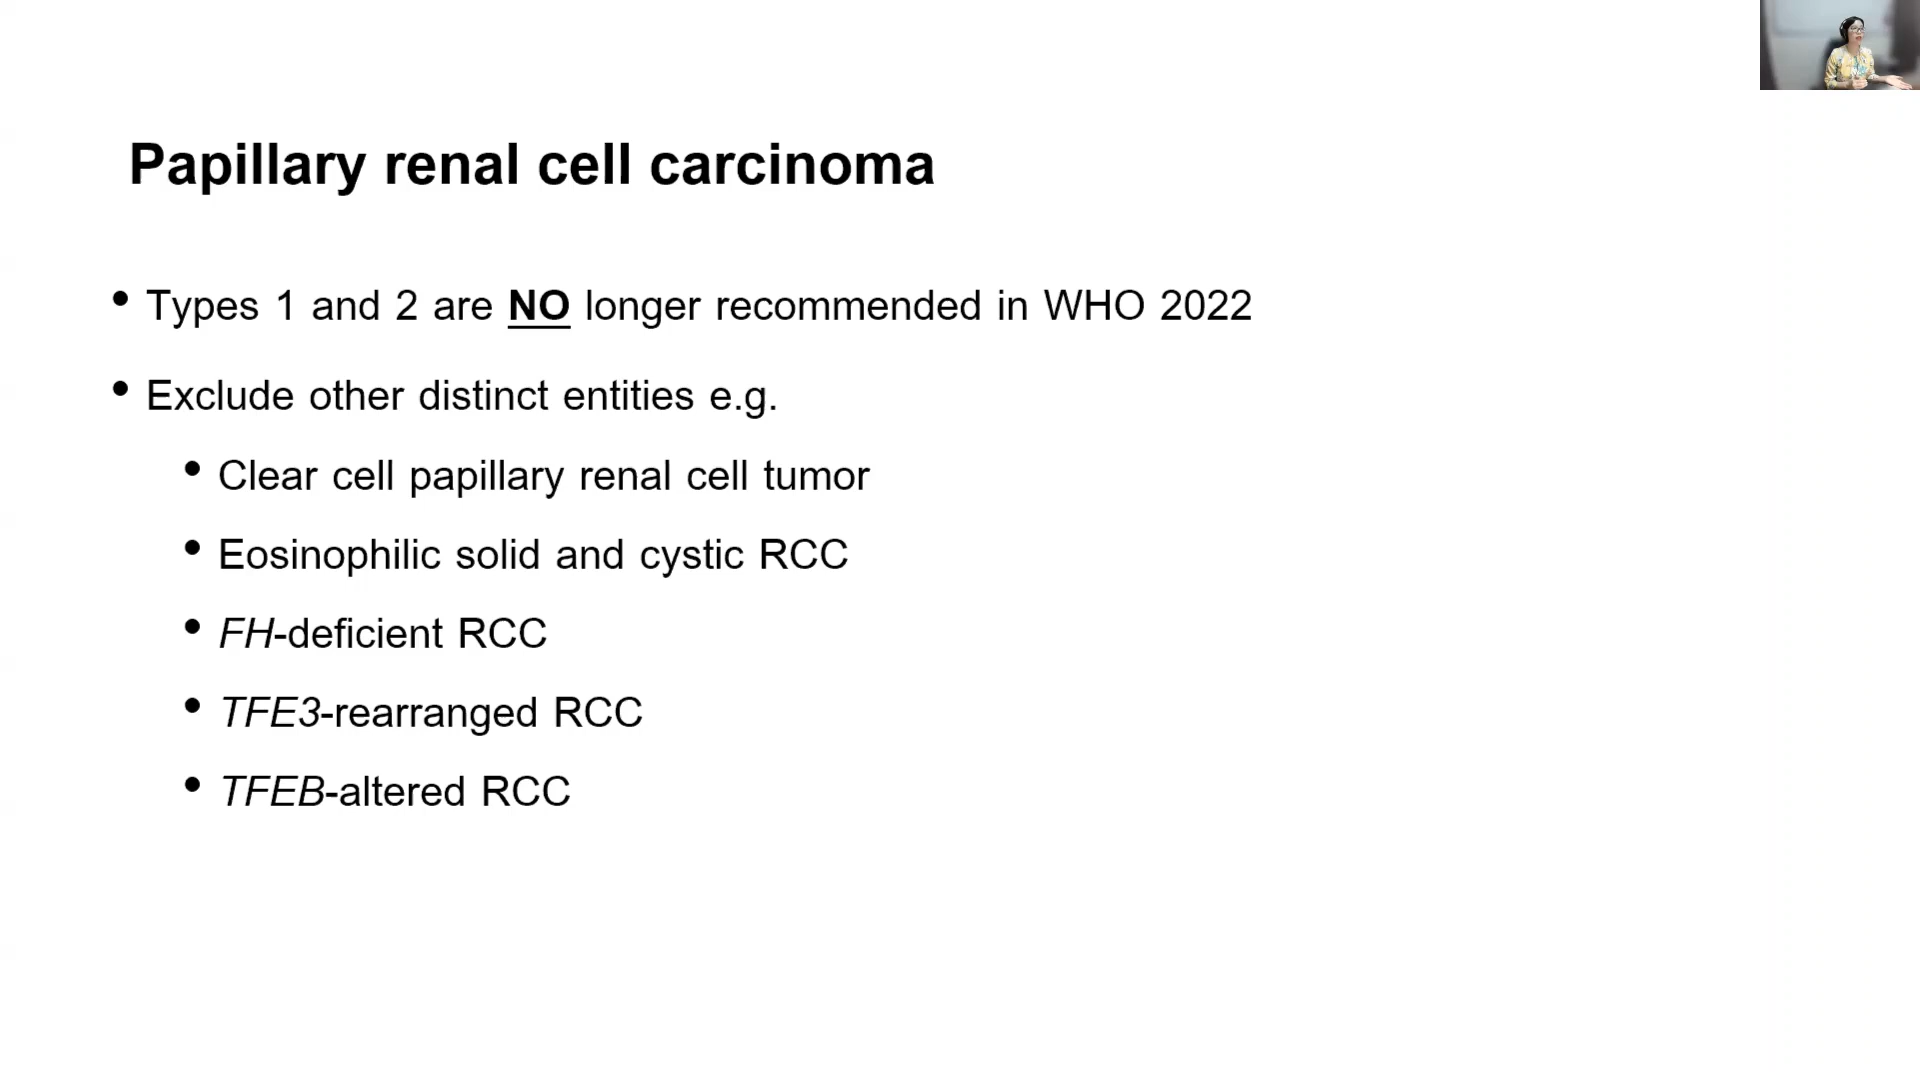 Papillary renal cell carcinoma
• Types 1 and 2 are NO longer recommended in WHO 2022
• Exclude other distinct entities e.g.
• Clear cell papillary renal cell tumor
• Eosinophilic solid and cystic RCC
• FH-deficient RCC
• TFE3-rearranged RCC
• TFEB-altered RCC